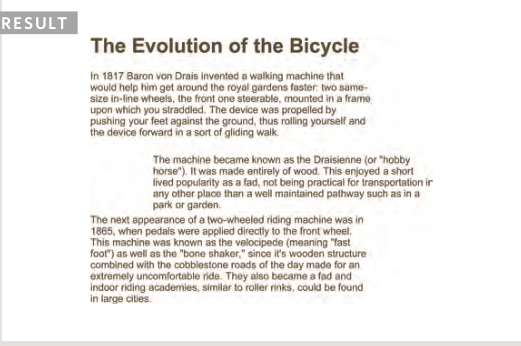 RESULT
The Evolution of the Bicycle
In 1817 Baron von Drais invented a walking machine that
would help him get around the royal gardens faster: two same-
size in-line wheels, the front one steerable, mounted in a frame
upon which you straddled. The device was propelled by
pushing your feet against the ground, thus rolling yourself and
the device forward in a sort of gliding walk.
The machine became known as the Draisienne (or "hobby
horse"). It was made entirely of wood. This enjoyed a short
lived popularity as a fad, not being practical for transportation in
any other place than a well maintained pathway such as in a
park or garden.
The next appearance of a two-wheeled riding machine was in
1865, when pedals were applied directly to the front wheel.
This machine was known as the velocipede (meaning "fast
foot") as well as the "bone shaker," since it's wooden structure
combined with the cobblestone roads of the day made for an
extremely uncomfortable ride. They also became a fad and
indoor riding academies, similar to roller rinks, could be found
in large cities.